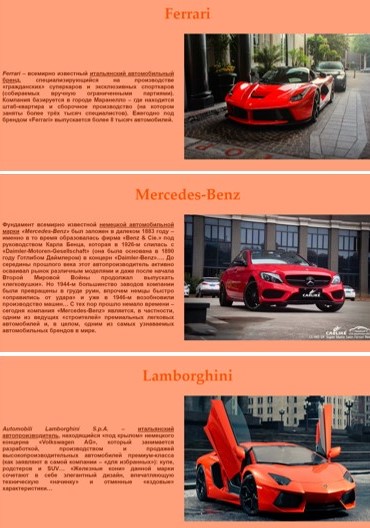 Ferrari
Ferrari – всемирно известный итальянский автомобильный
бренд, специализирующийся на производстве
«гражданских» суперкаров и эксклюзивных спорткаров
(собираемых вручную ограниченными партиями).
Компания базируется в городе Маранелло – где находится
штаб-квартира и сборочное производство (на котором
заняты более трёх тысяч специалистов). Ежегодно под
брендом «Ferrari» выпускается более 8 тысяч автомобилей.
Mercedes-Benz
Фундамент всемирно известной немецкой автомобильной
марки «Mercedes-Benz» был заложен в далеком 1883 году –
именно в то время образовалась фирма «Benz & Cie.» под
руководством Карла Бенца, которая в 1926-м слилась с
«Daimler-Motoren-Gesellschaft» (она была основана в 1890
году Готлибом Даймлером) в концерн «Daimler-Benz»… До
середины прошлого века этот автопроизводитель активно
осваивал рынок различными моделями и даже после начала
Второй Мировой Войны продолжал выпускать
«легковушки». Но 1944-м большинство заводов компании
были превращены в груди руин, впрочем немцы быстро
«оправились от удара» и уже в 1946-м возобновили
производство машин… С тех пор прошло немало времени –
сегодня компания «Mercedes-Benz» является, в частности,
одним из ведущих «строителей» премиальных легковых
автомобилей и, в целом, одним из самых узнаваемых
автомобильных брендов в мире.
CARLIKE
CARLIKE
Lamborghini
Automobili Lamborghini S.p.A. – итальянский
автопроизводитель, находящийся «под крылом» немецкого
концерна «Volkswagen AG», который занимается
разработкой, производством и продажей
высокопроизводительных автомобилей премиум-класса
(как заявляют в самой компании – «для избранных»): купе,
родстеров и SUV… «Железные кони» данной марки
сочетают в себе элегантный дизайн, впечатляющую
техническую «начинку» и отменные «ездовые»
характеристики…